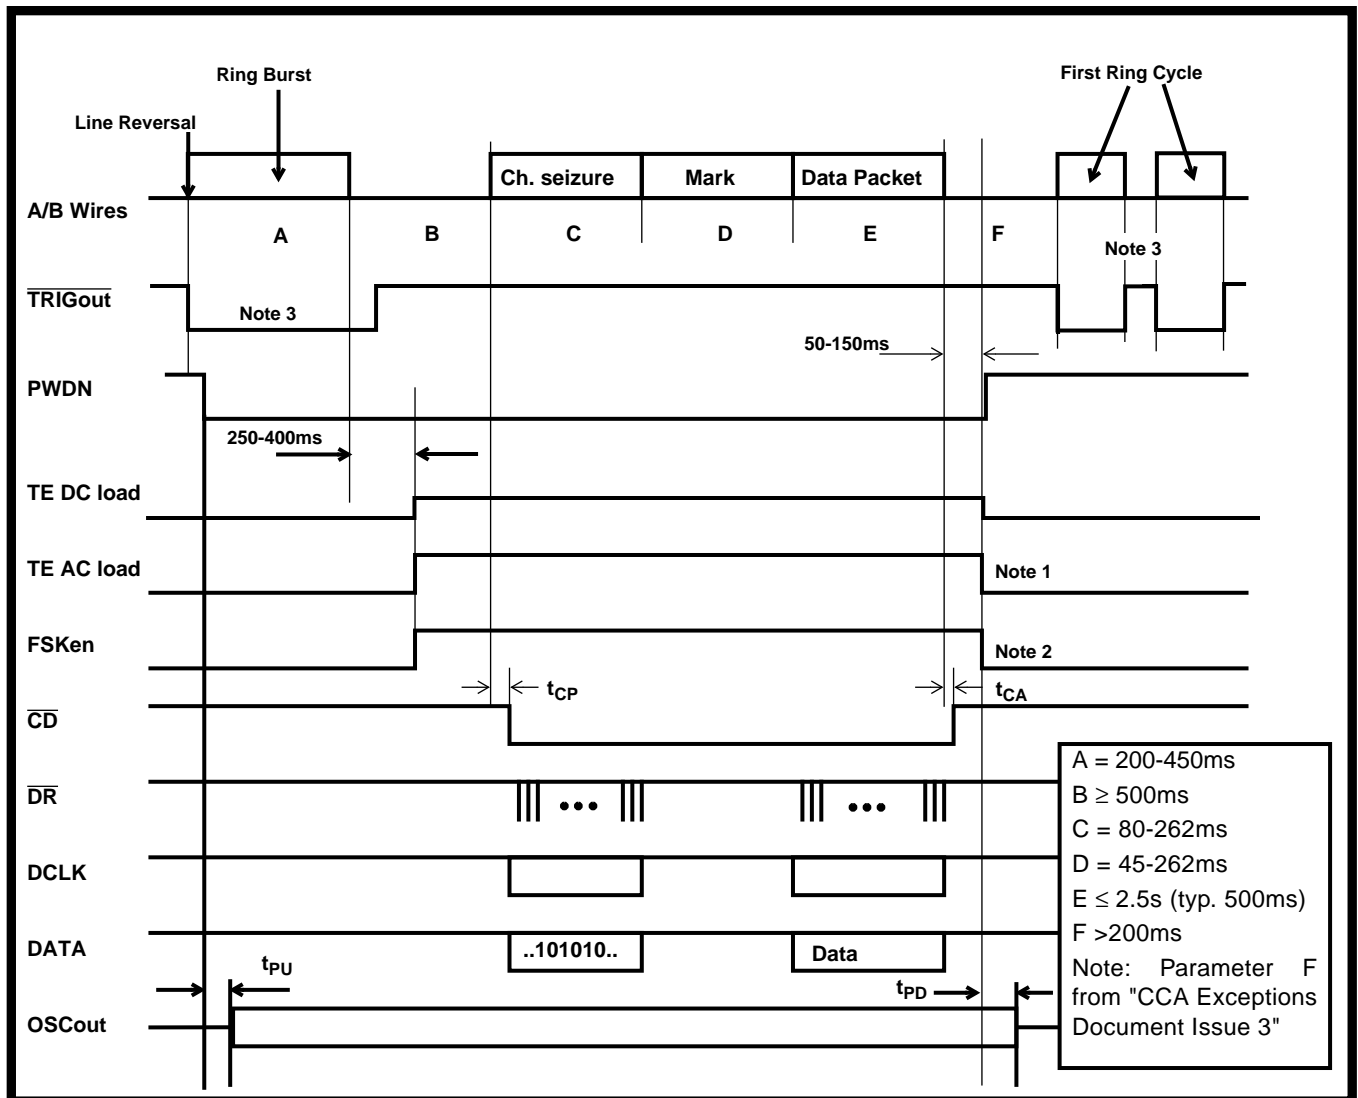 Ring Burst
First Ring Cycle
Line Reversal
Ch. seizure Mark Data Packet
A/B Wires
A B C D E F
Note 3
TRIGout
Note 3
50-150ms
PWDN
250-400ms
TE DC load
TE AC load
Note 1
FSKen
Note 2
tCP tCA
CD
A = 200-450ms
B ≥ 500ms
C = 80-262ms
D = 45-262ms
E ≤ 2.5s (typ. 500ms)
F >200ms
Note: Parameter F
from "CCA Exceptions
Document Issue 3"
DR
DCLK
DATA
..101010.. Data
tPU
tPD
OSCout